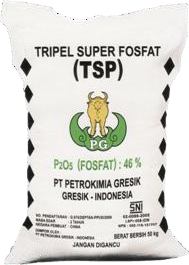 TRIPEL SUPER FOSFAT
(TSP)
PG
P2O5 (FOSFAT) : 46 %
PT PETROKIMIA GRESIK
GRESIK - INDONESIA
SNI
BERAT BERSIH 50 kg
JANGAN DIGANCU